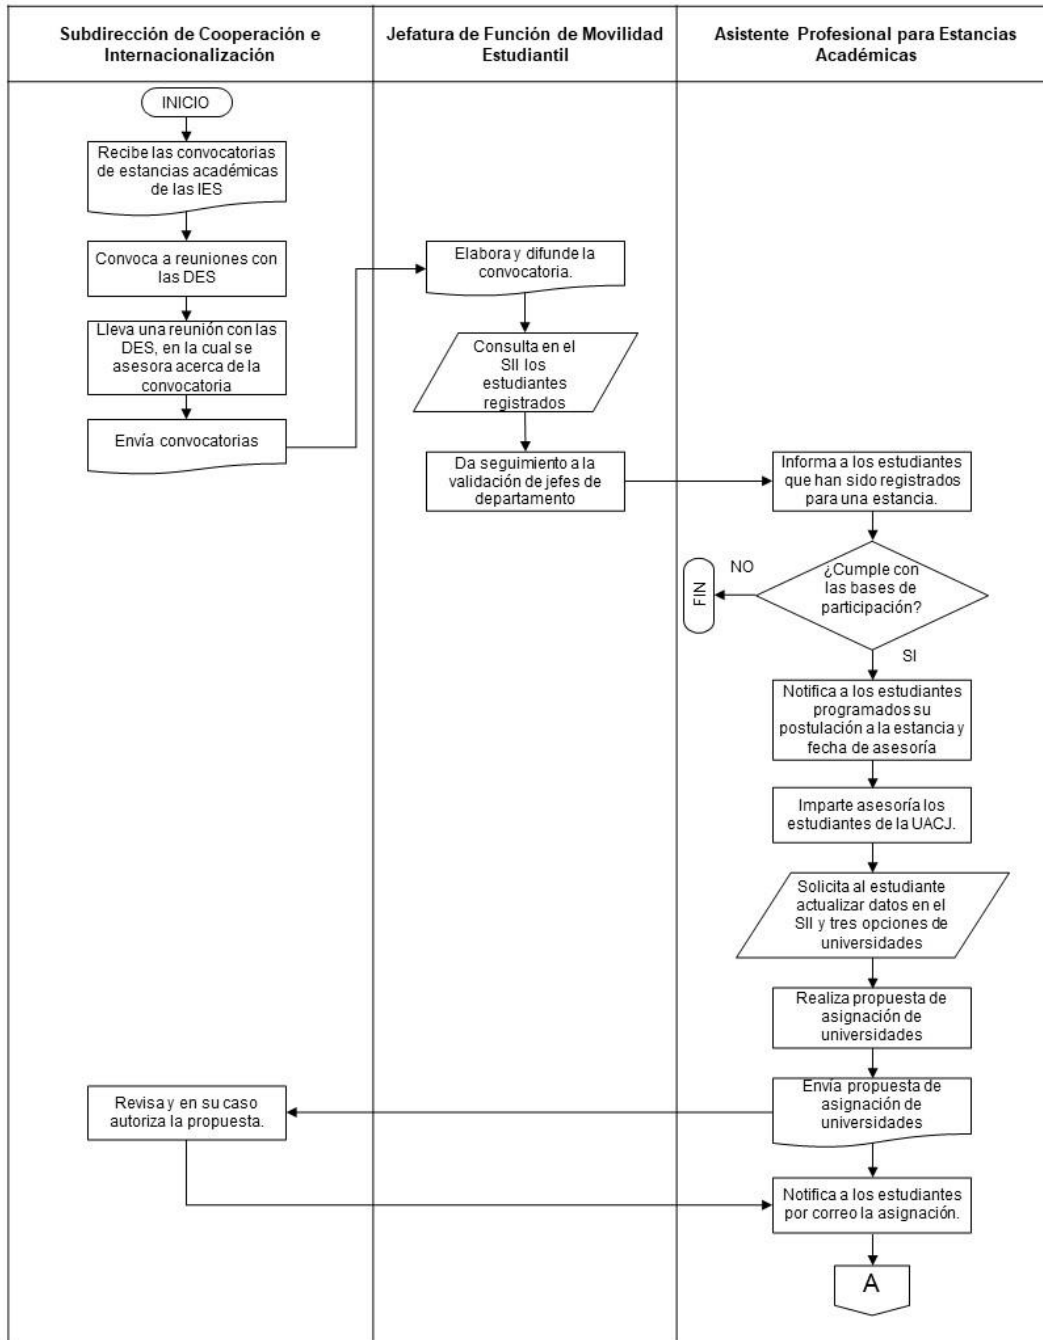 Subdirección de Cooperación e
Internacionalización
Jefatura de Función de Movilidad
Estudiantil
Asistente Profesional para Estancias
Académicas
INICIO
Recibe las convocatorias
de estancias académicas
de las IES
Convoca a reuniones con
las DES
Lleva una reunión con las
DES, en la cual se
asesora acerca de la
convocatoria
Envía convocatorias
Elabora y difunde la
convocatoria.
Consulta en el
SII los
estudiantes
registrados
Da seguimiento a la
validación de jefes de
departamento
Informa a los estudiantes
que han sido registrados
para una estancia.
¿Cumple con
las bases de
participación?
NO
FIN
SI
Notifica a los estudiantes
programados su
postulación a la estancia y
fecha de asesoría
Imparte asesoría los
estudiantes de la UACJ.
Solicita al estudiante
actualizar datos en el
SII y tres opciones de
universidades
Realiza propuesta de
asignación de
universidades
Envía propuesta de
asignación de
universidades
Revisa y en su caso
autoriza la propuesta.
Notifica a los estudiantes
por correo la asignación.
A